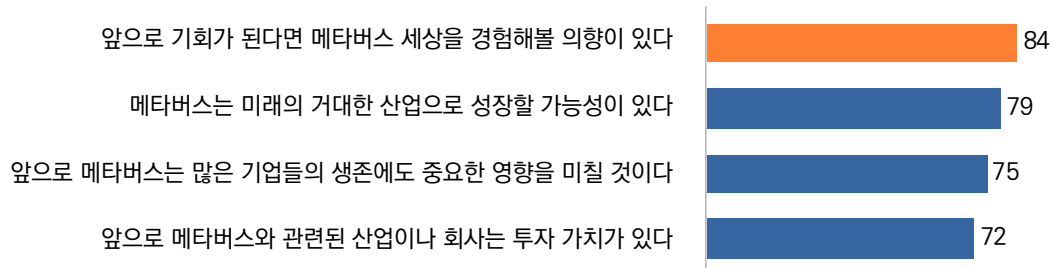 앞으로 기회가 된다면 메타버스 세상을 경험해볼 의향이 있다 84
메타버스는 미래의 거대한 산업으로 성장할 가능성이 있다 79
앞으로 메타버스는 많은 기업들의 생존에도 중요한 영향을 미칠 것이다 75
앞으로 메타버스와 관련된 산업이나 회사는 투자 가치가 있다 72